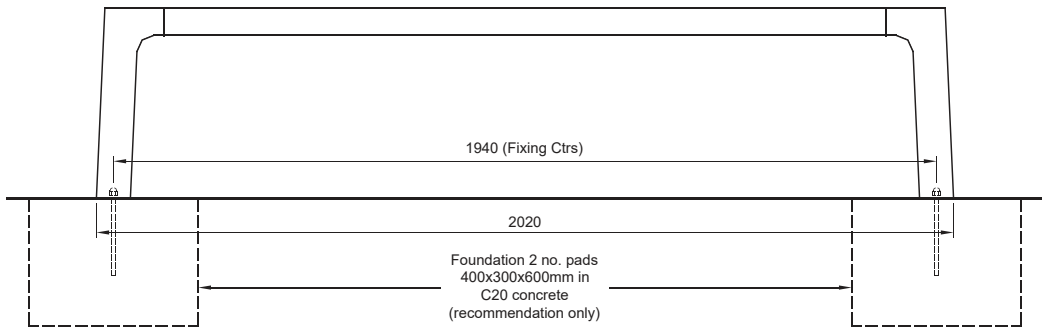 1940 (Fixing Ctrs)
2020
Foundation 2 no. pads
400x300x600mm in
C20 concrete
(recommendation only)